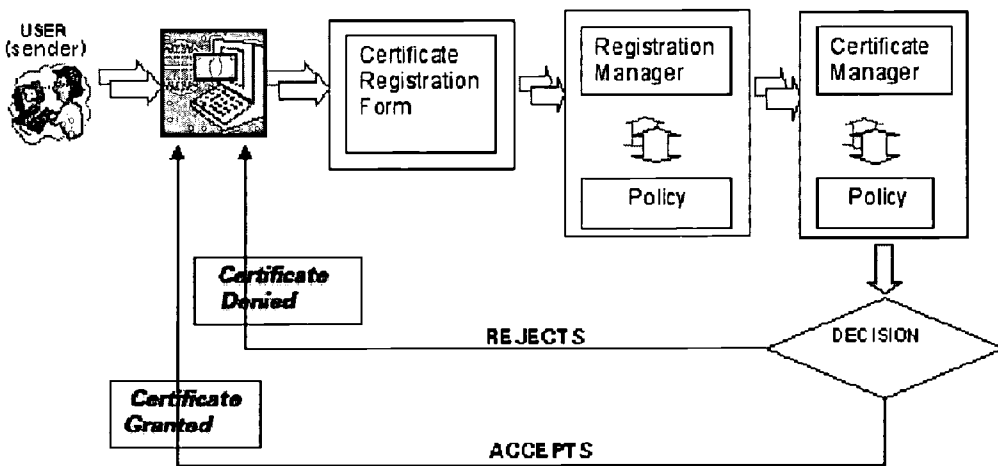 USER
(sender)
Certificate
Registration
Form
Registration
Manager
Policy
Certificate
Manager
Policy
Certificate
Denied
REJECTS
DECISION
Certificate
Granted
ACCEPTS